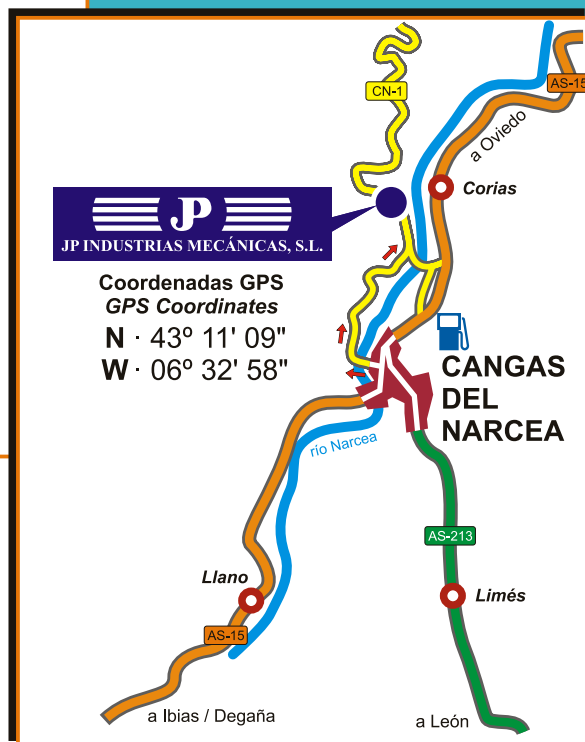 CN-1
AS-15
a Oviedo
Corias
JP
JP INDUSTRIAS MECÁNICAS, S.L.
Coordenadas GPS
GPS Coordinates
N · 43º 11' 09"
W · 06º 32' 58"
CANGAS
DEL
NARCEA
río Narcea
AS-213
Llano
Limés
AS-15
a Ibias / Degaña
a León